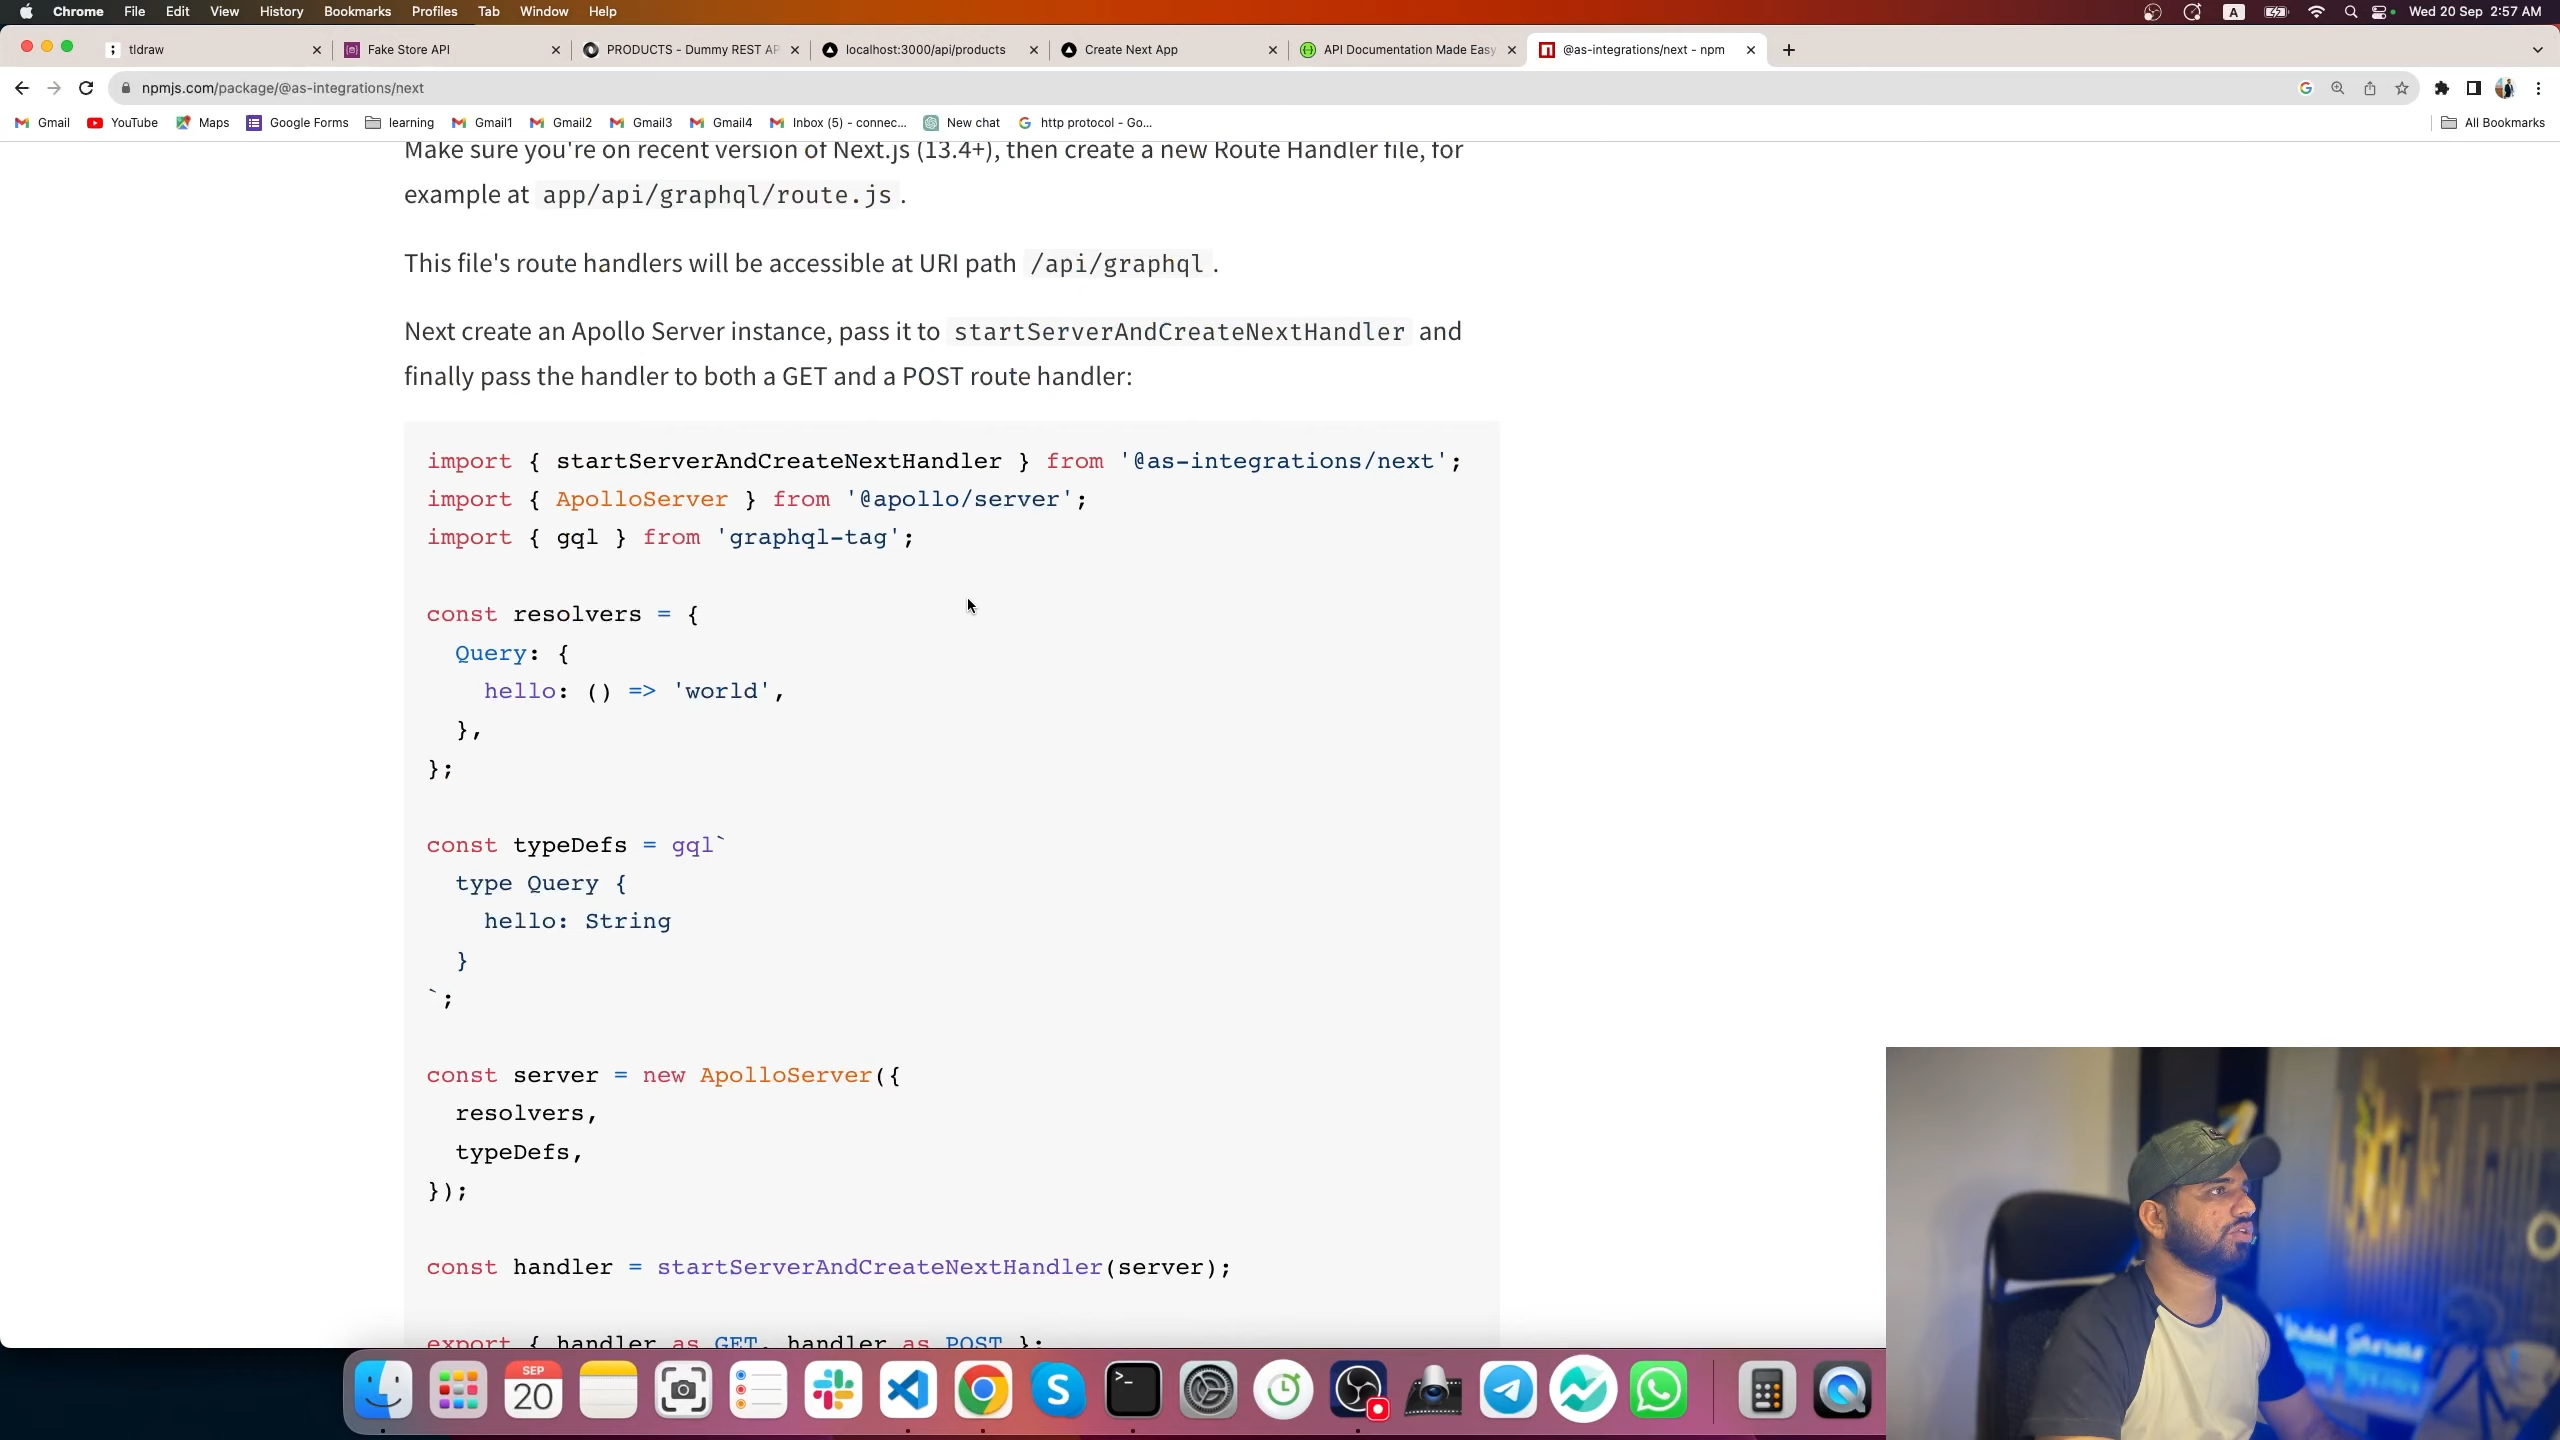 Chrome File Edit View History Bookmarks Profiles Tab Window Help
A
Wed 20 Sep 2:57 AM
tldraw
Fake Store API
PRODUCTS - Dummy REST AP
localhost:3000/api/products
Create Next App
API Documentation Made Easy
@as-integrations/next - npm
npmjs.com/package/@as-integrations/next
Gmail
YouTube
Maps
Google Forms
learning
Gmail1
Gmail2
Gmail3
Gmail4
Inbox (5) - connec...
New chat
http protocol - Go...
All Bookmarks
Make sure you're on recent version of Next.js (13.4+), then create a new Route Handler file, for
example at app/api/graphql/route.js .
This file's route handlers will be accessible at URI path /api/graphql .
Next create an Apollo Server instance, pass it to startServerAndCreateNextHandler and
finally pass the handler to both a GET and a POST route handler:
import { startServerAndCreateNextHandler } from '@as-integrations/next';
import { ApolloServer } from '@apollo/server';
import { gql } from 'graphql-tag';
const resolvers = {
Query: {
hello: () => 'world',
},
};
const typeDefs = gql`
type Query {
hello: String
}
`;
const server = new ApolloServer({
resolvers,
typeDefs,
});
const handler = startServerAndCreateNextHandler(server);
export { handler as GET, handler as POST };
SEP
20